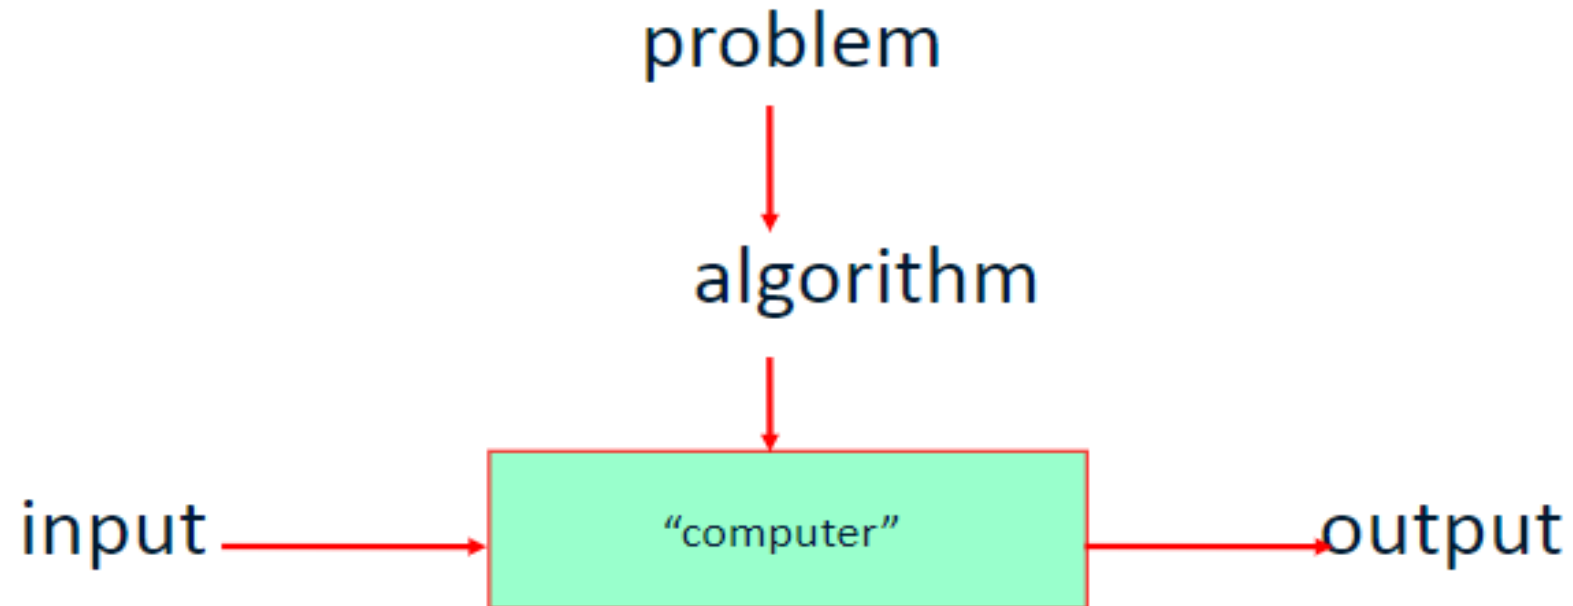 problem
algorithm
input
“computer”
output